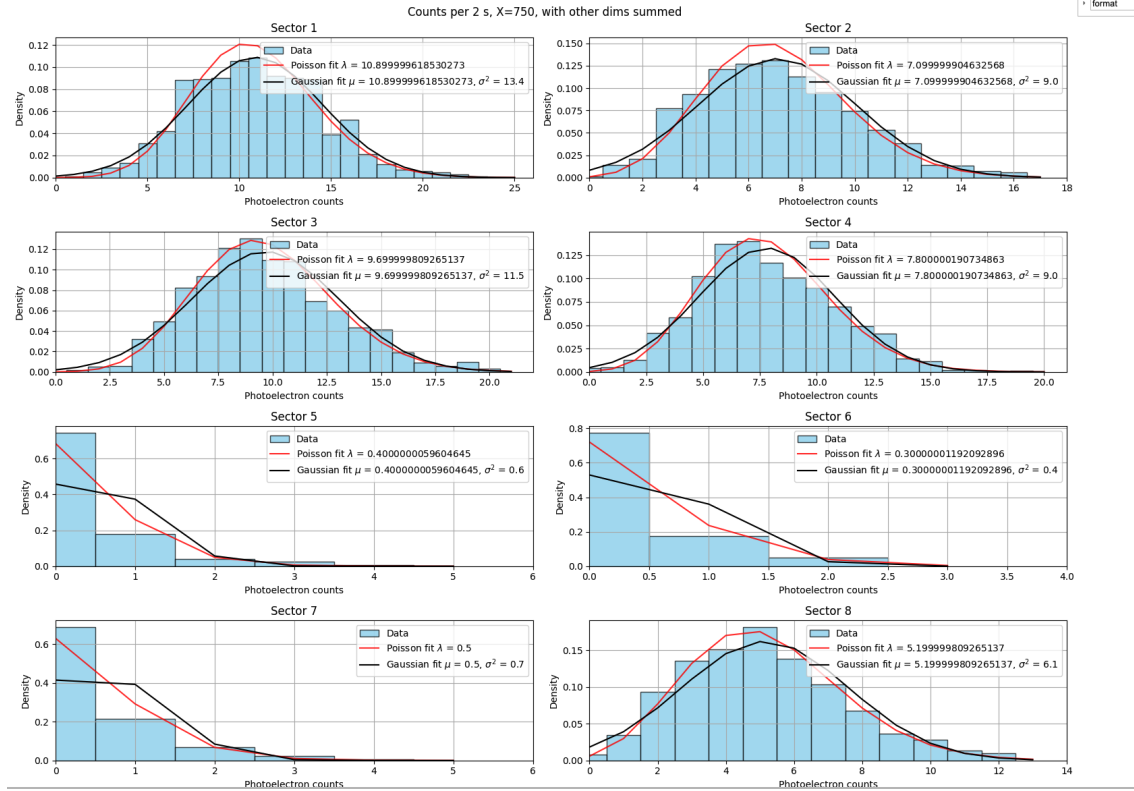 format
Counts per 2 s, X=750, with other dims summed
Sector 1
Density
0.12
0.10
0.08
0.06
0.04
0.02
0.00
Data
Poisson fit λ = 10.899999618530273
Gaussian fit μ = 10.899999618530273, σ² = 13.4
0 5 10 15 20 25
Photoelectron counts
Sector 2
Density
0.150
0.125
0.100
0.075
0.050
0.025
0.000
Data
Poisson fit λ = 7.099999904632568
Gaussian fit μ = 7.099999904632568, σ² = 9.0
0 2 4 6 8 10 12 14 16 18
Photoelectron counts
Sector 3
Density
0.12
0.10
0.08
0.06
0.04
0.02
0.00
Data
Poisson fit λ = 9.699999809265137
Gaussian fit μ = 9.699999809265137, σ² = 11.5
0.0 2.5 5.0 7.5 10.0 12.5 15.0 17.5 20.0
Photoelectron counts
Sector 4
Density
0.150
0.125
0.100
0.075
0.050
0.025
0.000
Data
Poisson fit λ = 7.800000190734863
Gaussian fit μ = 7.800000190734863, σ² = 9.0
0.0 2.5 5.0 7.5 10.0 12.5 15.0 17.5 20.0
Photoelectron counts
Sector 5
Density
0.6
0.4
0.2
0.0
Data
Poisson fit λ = 0.4000000059604645
Gaussian fit μ = 0.4000000059604645, σ² = 0.6
0 1 2 3 4 5 6
Photoelectron counts
Sector 6
Density
0.8
0.6
0.4
0.2
0.0
Data
Poisson fit λ = 0.30000001192092896
Gaussian fit μ = 0.30000001192092896, σ² = 0.4
0.0 0.5 1.0 1.5 2.0 2.5 3.0 3.5 4.0
Photoelectron counts
Sector 7
Density
0.6
0.4
0.2
0.0
Data
Poisson fit λ = 0.5
Gaussian fit μ = 0.5, σ² = 0.7
0 1 2 3 4 5 6
Photoelectron counts
Sector 8
Density
0.15
0.10
0.05
0.00
Data
Poisson fit λ = 5.199999809265137
Gaussian fit μ = 5.199999809265137, σ² = 6.1
0 2 4 6 8 10 12 14
Photoelectron counts